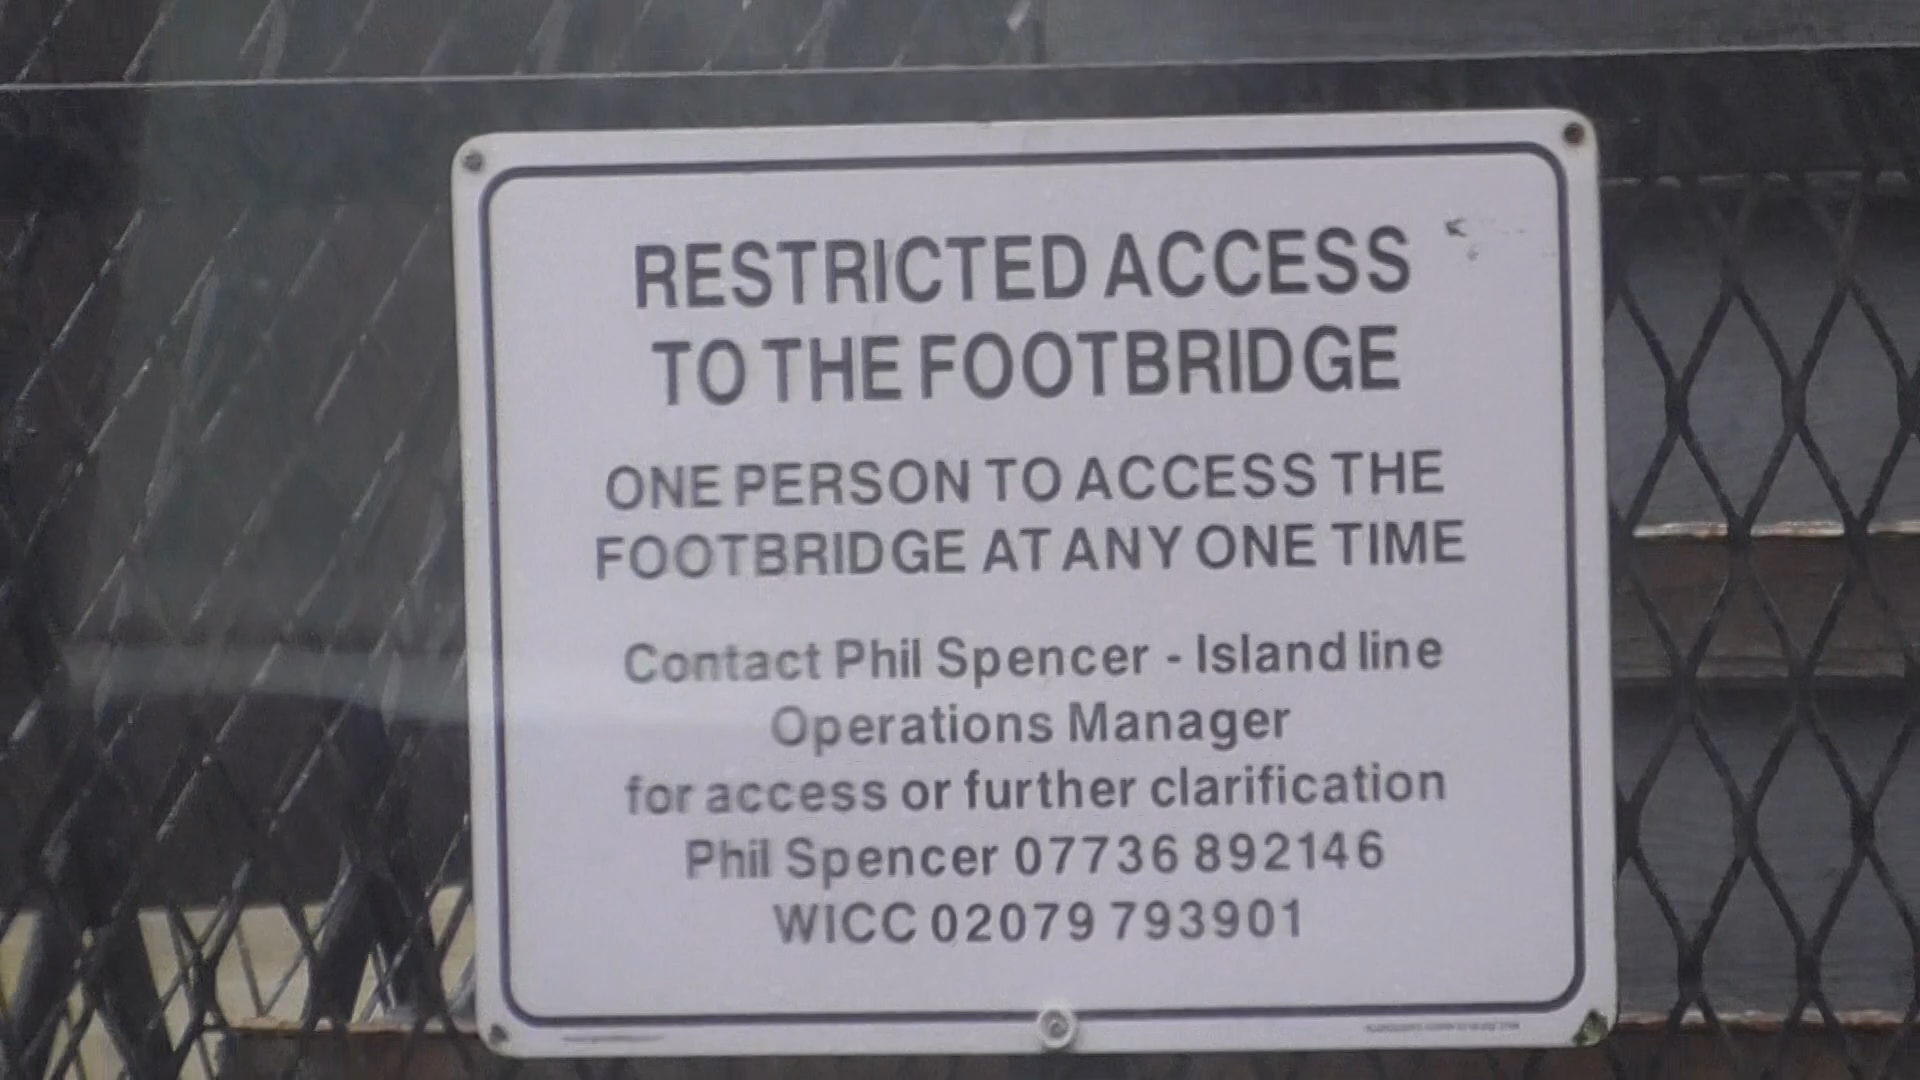 RESTRICTED ACCESS
TO THE FOOTBRIDGE
ONE PERSON TO ACCESS THE
FOOTBRIDGE AT ANY ONE TIME
Contact Phil Spencer - Island line
Operations Manager
for access or further clarification
Phil Spencer 07736 892146
WICC 02079 793901